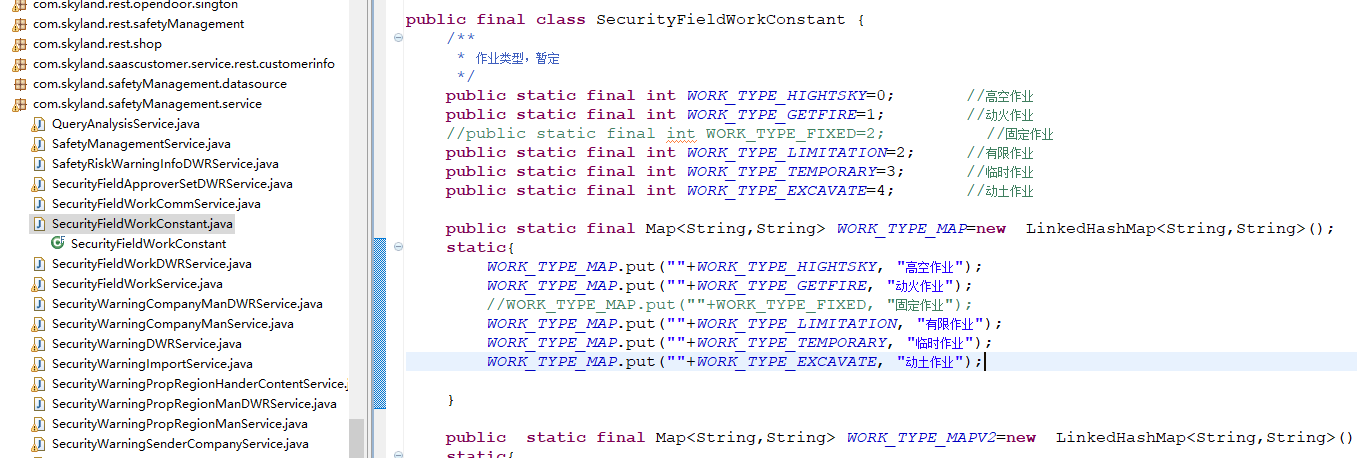 com.skyland.rest.opendoor.sington
com.skyland.rest.safetyManagement
com.skyland.rest.shop
com.skyland.saascustomer.service.rest.customerinfo
com.skyland.safetyManagement.datasource
com.skyland.safetyManagement.service
QueryAnalysisService.java
SafetyManagementService.java
SafetyRiskWarningInfoDWRService.java
SecurityFieldApproverSetDWRService.java
SecurityFieldWorkCommService.java
SecurityFieldWorkConstant.java
SecurityFieldWorkConstant
SecurityFieldWorkDWRService.java
SecurityFieldWorkService.java
SecurityWarningCompanyManDWRService.java
SecurityWarningCompanyManService.java
SecurityWarningDWRService.java
SecurityWarningImportService.java
SecurityWarningPropRegionHanderContentService.j
SecurityWarningPropRegionManDWRService.java
SecurityWarningPropRegionManService.java
SecurityWarningSenderCompanyService.java
public final class SecurityFieldWorkConstant {
/**
* 作业类型，暂定
*/
public static final int WORK_TYPE_HIGHTSKY=0; //高空作业
public static final int WORK_TYPE_GETFIRE=1; //动火作业
//public static final int WORK_TYPE_FIXED=2; //固定作业
public static final int WORK_TYPE_LIMITATION=2; //有限作业
public static final int WORK_TYPE_TEMPORARY=3; //临时作业
public static final int WORK_TYPE_EXCAVATE=4; //动土作业
public static final Map<String,String> WORK_TYPE_MAP=new LinkedHashMap<String,String>();
static{
WORK_TYPE_MAP.put(""+WORK_TYPE_HIGHTSKY, "高空作业");
WORK_TYPE_MAP.put(""+WORK_TYPE_GETFIRE, "动火作业");
//WORK_TYPE_MAP.put(""+WORK_TYPE_FIXED, "固定作业");
WORK_TYPE_MAP.put(""+WORK_TYPE_LIMITATION, "有限作业");
WORK_TYPE_MAP.put(""+WORK_TYPE_TEMPORARY, "临时作业");
WORK_TYPE_MAP.put(""+WORK_TYPE_EXCAVATE, "动土作业");
}
public static final Map<String,String> WORK_TYPE_MAPV2=new LinkedHashMap<String,String>()
static{